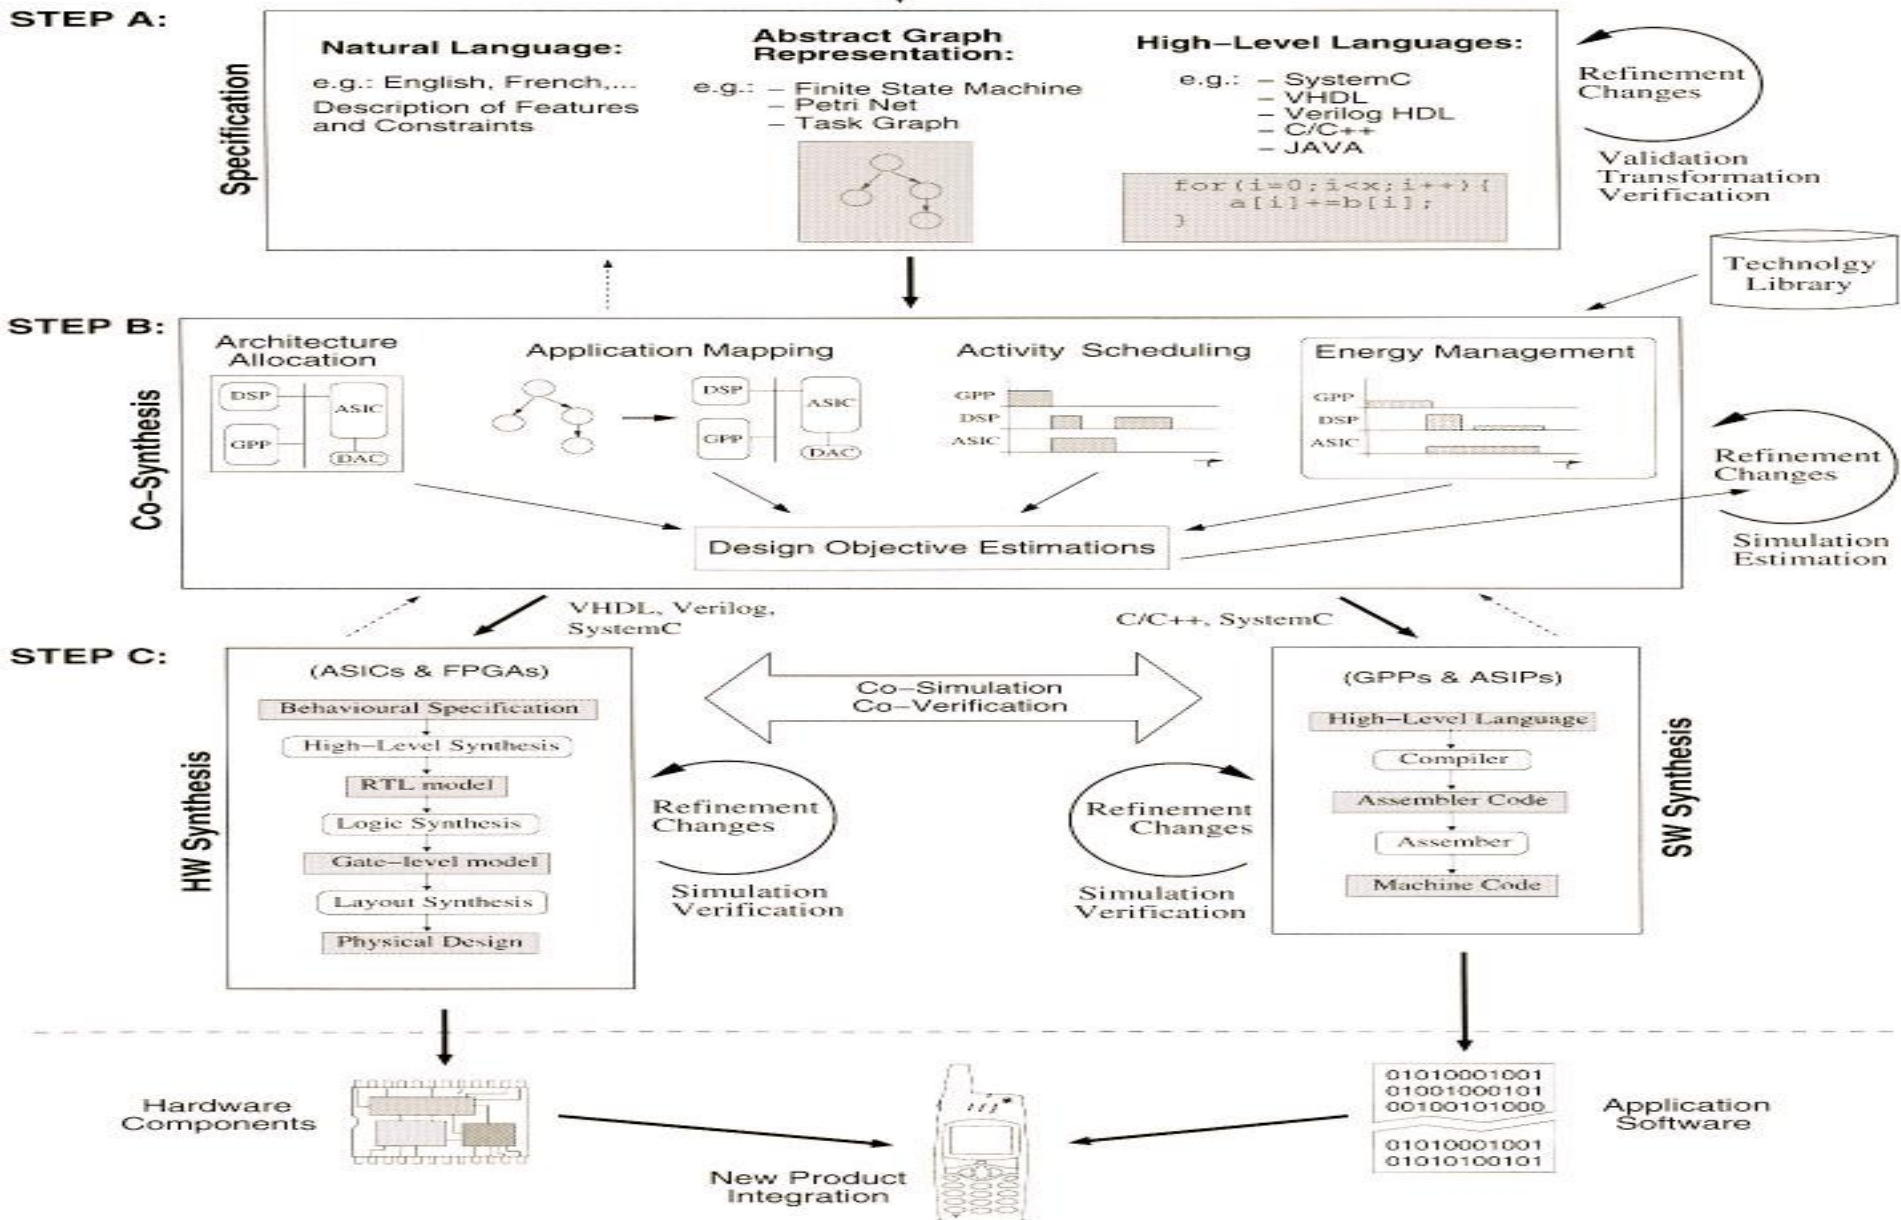 STEP A:
Specification
Natural Language:
e.g.: English, French,...
Description of Features
and Constraints
Abstract Graph
Representation:
e.g.: – Finite State Machine
– Petri Net
– Task Graph
High–Level Languages:
e.g.: – SystemC
– VHDL
– Verilog HDL
– C/C++
– JAVA
for(i=0;i<x;i++){
a[i]+=b[i];
}
Refinement
Changes
Validation
Transformation
Verification
Technolgy
Library
STEP B:
Co–Synthesis
Architecture
Allocation
DSP
ASIC
GPP
DAC
Application Mapping
DSP
ASIC
GPP
DAC
Activity Scheduling
GPP
DSP
ASIC
Energy Management
GPP
DSP
ASIC
Design Objective Estimations
Refinement
Changes
Simulation
Estimation
VHDL, Verilog,
SystemC
C/C++, SystemC
STEP C:
HW Synthesis
(ASICs & FPGAs)
Behavioural Specification
High–Level Synthesis
RTL model
Logic Synthesis
Gate–level model
Layout Synthesis
Physical Design
Co–Simulation
Co–Verification
Refinement
Changes
Simulation
Verification
Refinement
Changes
Simulation
Verification
SW Synthesis
(GPPs & ASIPs)
High–Level Language
Compiler
Assembler Code
Assember
Machine Code
Hardware
Components
New Product
Integration
01010001001
01001000101
00100101000
01010001001
01010100101
Application
Software